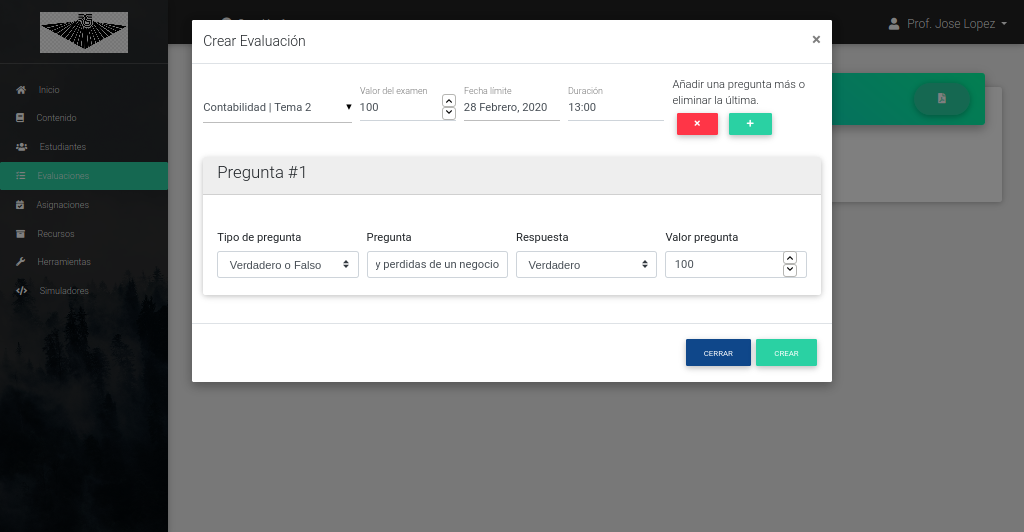 Prof. Jose Lopez
Inicio
Contenido
Estudiantes
Evaluaciones
Asignaciones
Recursos
Herramientas
Simuladores
Crear Evaluación
×
Contabilidad | Tema 2
Valor del examen
100
Fecha límite
28 Febrero, 2020
Duración
13:00
Añadir una pregunta más o
eliminar la última.
Pregunta #1
Tipo de pregunta
Verdadero o Falso
Pregunta
y perdidas de un negocio
Respuesta
Verdadero
Valor pregunta
100
CERRAR
CREAR